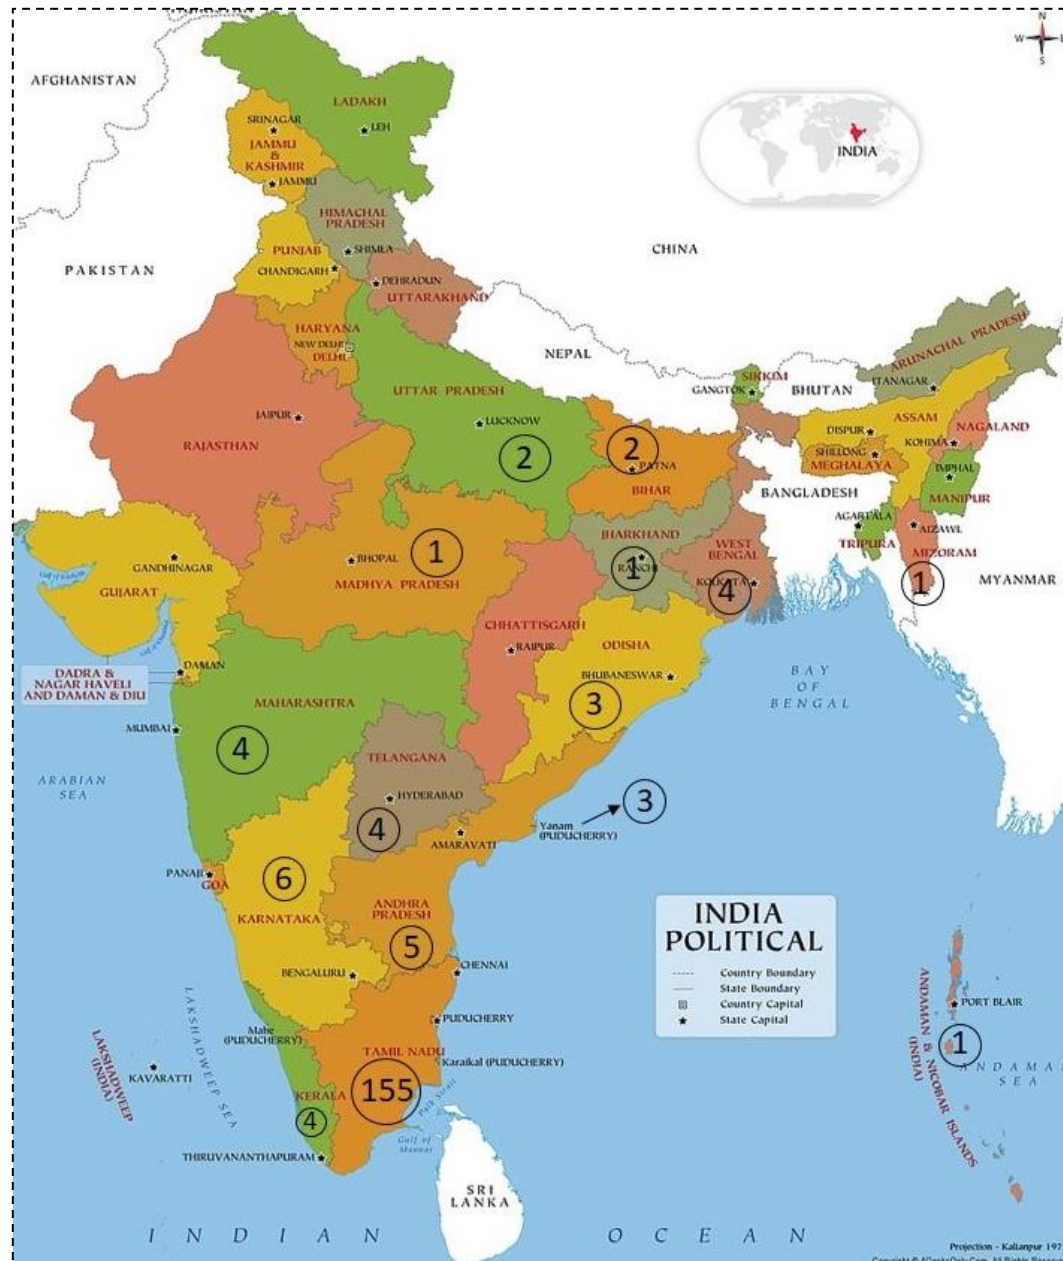 N
W
E
S
AFGHANISTAN
LADAKH
SRINAGAR
LEH
JAMMU
&
KASHMIR
JAMMU
INDIA
HIMACHAL
PRADESH
PUNJAB
SHIMLA
CHINA
PAKISTAN
CHANDIGARH
DEHRADUN
UTTARAKHAND
HARYANA
NEW DELHI
DELHI
NEPAL
ARUNACHAL PRADESH
SIKKIM
GANGTOK
BHUTAN
ITANAGAR
UTTAR PRADESH
JAIPUR
LUCKNOW
ASSAM
DISPUR
NAGALAND
RAJASTHAN
2
2
PATNA
KOHIMA
SHILLONG
MEGHALAYA
IMPHAL
BIHAR
BANGLADESH
MANIPUR
AGARTALA
JHARKHAND
AIZAWL
TRIPURA
WEST
BENGAL
MIZORAM
1
BHOPAL
GANDHINAGAR
RANCHI
1
MADHYA PRADESH
KOLKATA
4
1
MYANMAR
GUJARAT
CHHATTISGARH
RAIPUR
ODISHA
BHUBANESWAR
DAMAN
DADRA &
NAGAR HAVELI
AND DAMAN & DIU
BAY
OF
BENGAL
MAHARASHTRA
3
MUMBAI
4
TELANGANA
ARABIAN
SEA
HYDERABAD
3
4
Yanam
(PUDUCHERRY)
AMARAVATI
PANAJI
GOA
6
ANDHRA
PRADESH
KARNATAKA
5
INDIA
POLITICAL
Country Boundary
State Boundary
Country Capital
State Capital
BENGALURU
CHENNAI
PORT BLAIR
LAKSHADWEEP SEA
Mahe
(PUDUCHERRY)
PUDUCHERRY
LAKSHADWEEP
(INDIA)
KAVARATTI
TAMIL NADU
Karaikal (PUDUCHERRY)
1
ANDAMAN & NICOBAR ISLANDS
(INDIA)
ANDAMA
SEA
KERALA
155
Palk Strait
4
Gulf of
Mannar
THIRUVANANTHAPURAM
SRI
LANKA
INDIAN OCEAN
Projection - Kalianpur 197